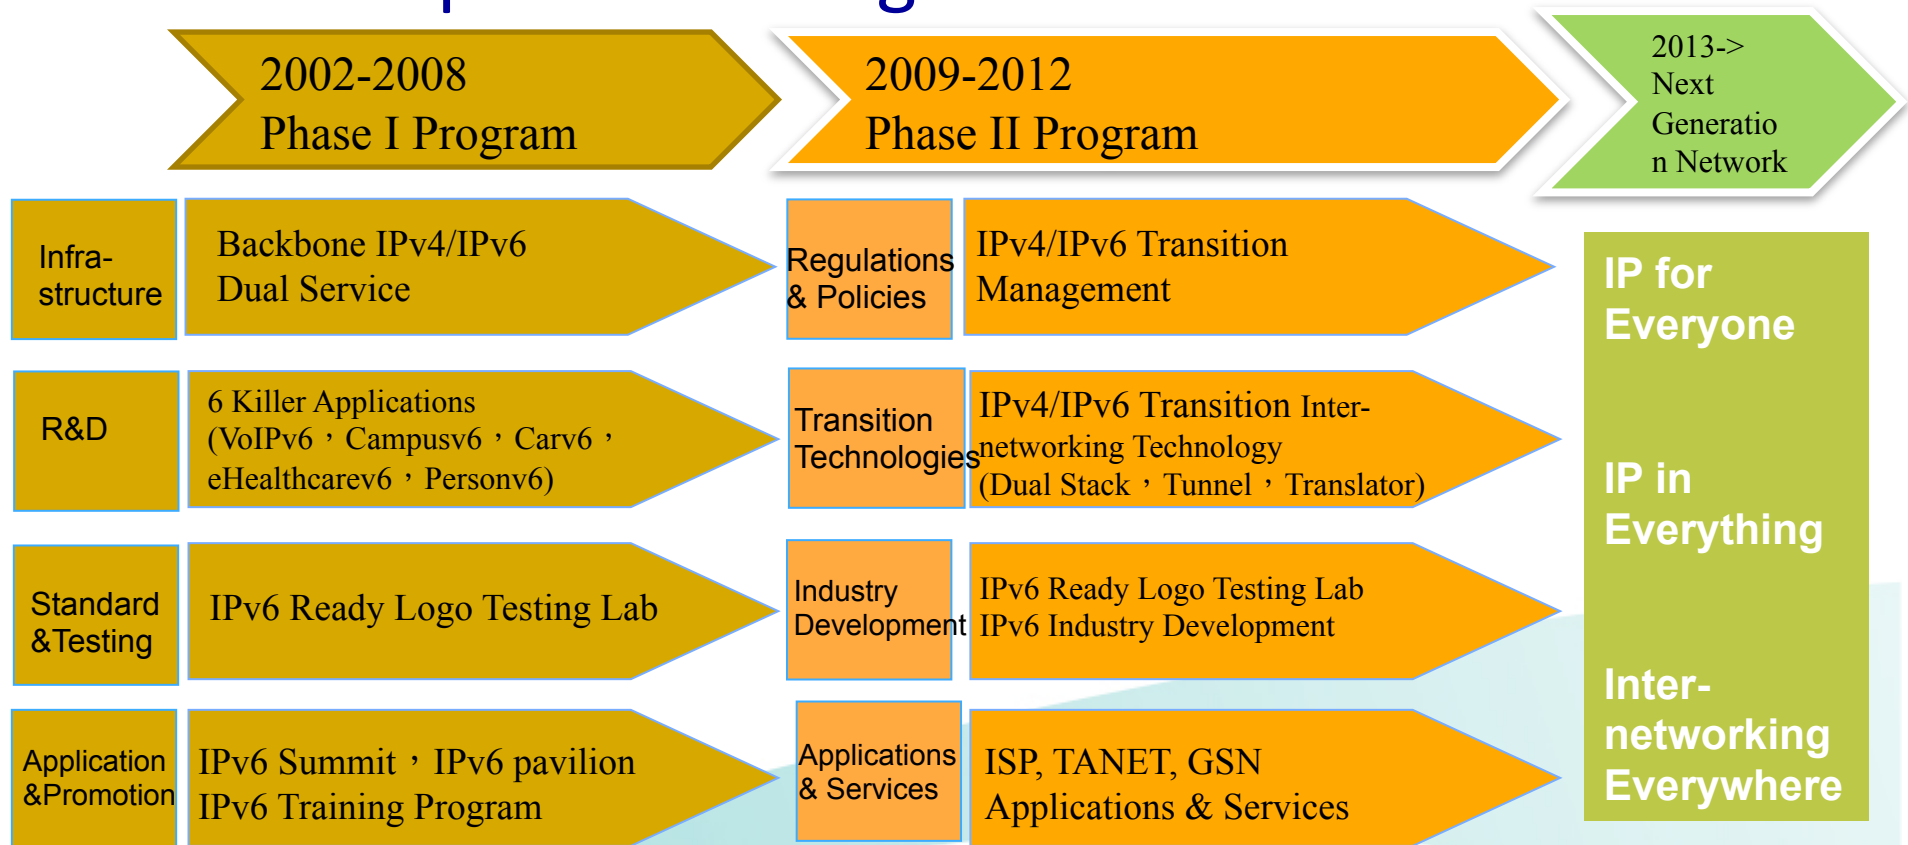 2002-2008
Phase I Program
2009-2012
Phase II Program
2013->
Next
Generatio
n Network
Infra-
structure
Backbone IPv4/IPv6
Dual Service
Regulations
& Policies
IPv4/IPv6 Transition
Management
R&D
6 Killer Applications
(VoIPv6，Campusv6，Carv6，
eHealthcarev6，Personv6)
Transition
Technologies
IPv4/IPv6 Transition Inter-
networking Technology
(Dual Stack，Tunnel，Translator)
Standard
&Testing
IPv6 Ready Logo Testing Lab
Industry
Development
IPv6 Ready Logo Testing Lab
IPv6 Industry Development
Application
&Promotion
IPv6 Summit，IPv6 pavilion
IPv6 Training Program
Applications
& Services
ISP, TANET, GSN
Applications & Services
IP for
Everyone
IP in
Everything
Inter-
networking
Everywhere